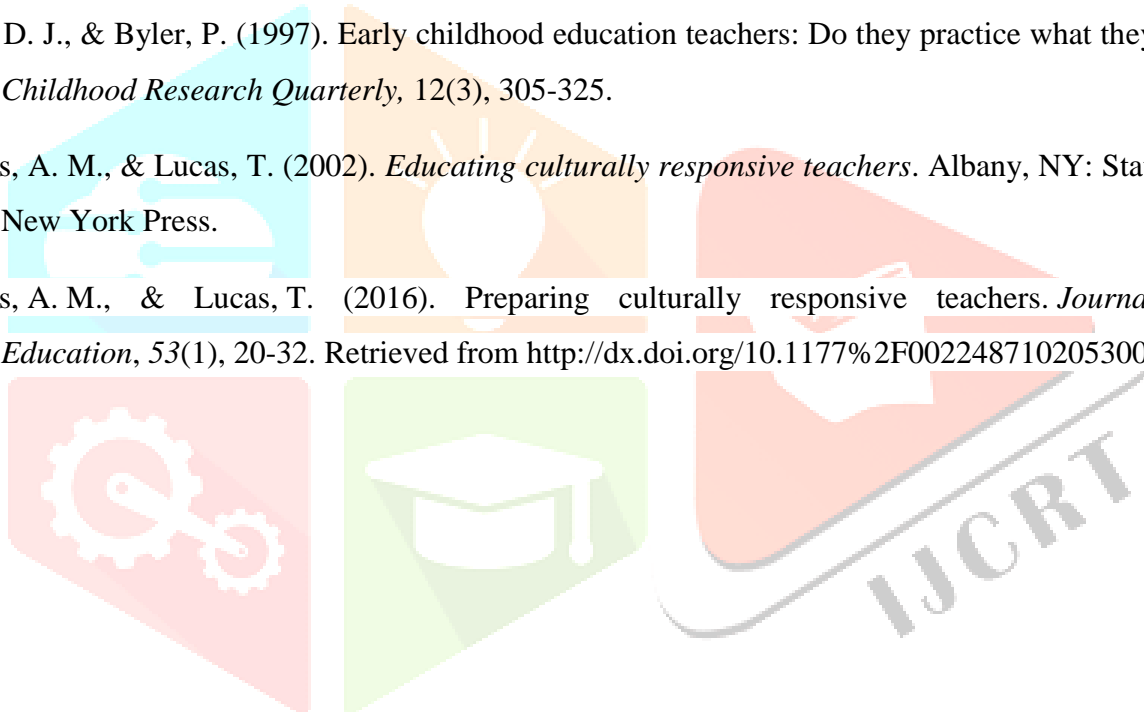 D. J., & Byler, P. (1997). Early childhood education teachers: Do they practice what they
Childhood Research Quarterly, 12(3), 305-325.
s, A. M., & Lucas, T. (2002). Educating culturally responsive teachers. Albany, NY: Sta
New York Press.
s, A. M., & Lucas, T. (2016). Preparing culturally responsive teachers. Journa
Education, 53(1), 20-32. Retrieved from http://dx.doi.org/10.1177%2F002248710205300
IJCRT